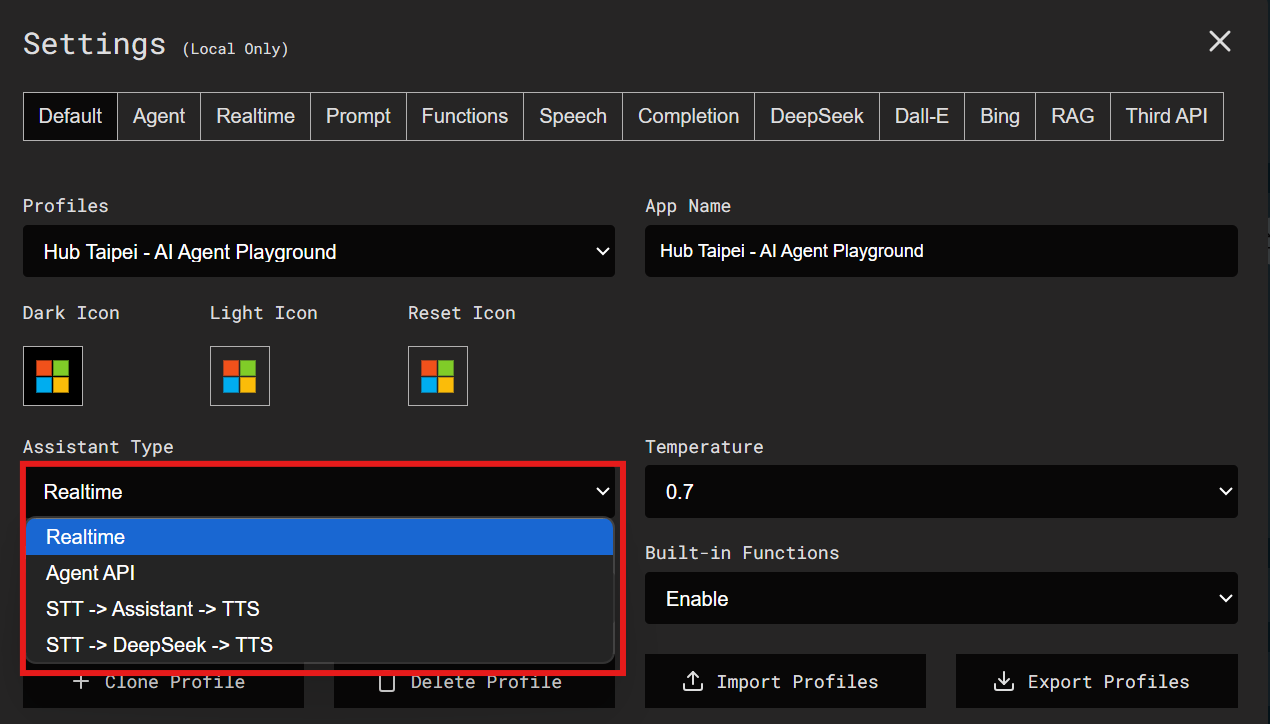 Settings (Local Only)
Default Agent Realtime Prompt Functions Speech Completion DeepSeek Dall-E Bing RAG Third API
Profiles
Hub Taipei - AI Agent Playground
App Name
Hub Taipei - AI Agent Playground
Dark Icon Light Icon Reset Icon
Assistant Type
Realtime
Realtime
Agent API
STT -> Assistant -> TTS
STT -> DeepSeek -> TTS
Temperature
0.7
Built-in Functions
Enable
Clone Profile Delete Profile Import Profiles Export Profiles